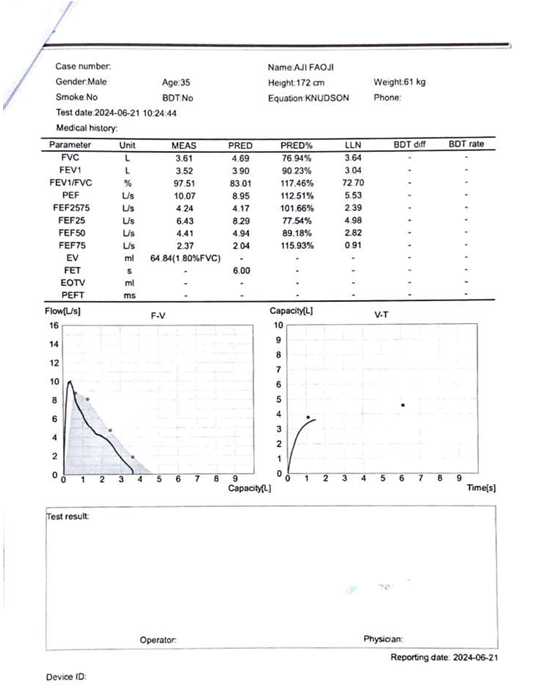 Case number: Name:AJI FAOJI
Gender:Male Age:35 Height:172 cm Weight:61 kg
Smoke:No BDT:No Equation:KNUDSON Phone:
Test date:2024-06-21 10:24:44
Medical history:
Parameter Unit MEAS PRED PRED% LLN BDT diff BDT rate
FVC L 3.61 4.69 76.94% 3.64 - -
FEV1 L 3.52 3.90 90.23% 3.04 - -
FEV1/FVC % 97.51 83.01 117.46% 72.70 - -
PEF L/s 10.07 8.95 112.51% 5.53 - -
FEF2575 L/s 4.24 4.17 101.66% 2.39 - -
FEF25 L/s 6.43 8.29 77.54% 4.98 - -
FEF50 L/s 4.41 4.94 89.18% 2.82 - -
FEF75 L/s 2.37 2.04 115.93% 0.91 - -
EV ml 64.84(1.80%FVC) - - - - -
FET s - 6.00 - - - -
EOTV ml - - - - - -
PEFT ms - - - - - -
Flow[L/s] F-V Capacity[L] V-T
16 10
14 9
12 8
10 7
8 6
6 5
4 4
2 3
0 2
1
0
0 1 2 3 4 5 6 7 8 9 0 1 2 3 4 5 6 7 8 9
Capacity[L] Time[s]
Test result:
Operator: Physician:
Reporting date: 2024-06-21
Device ID: